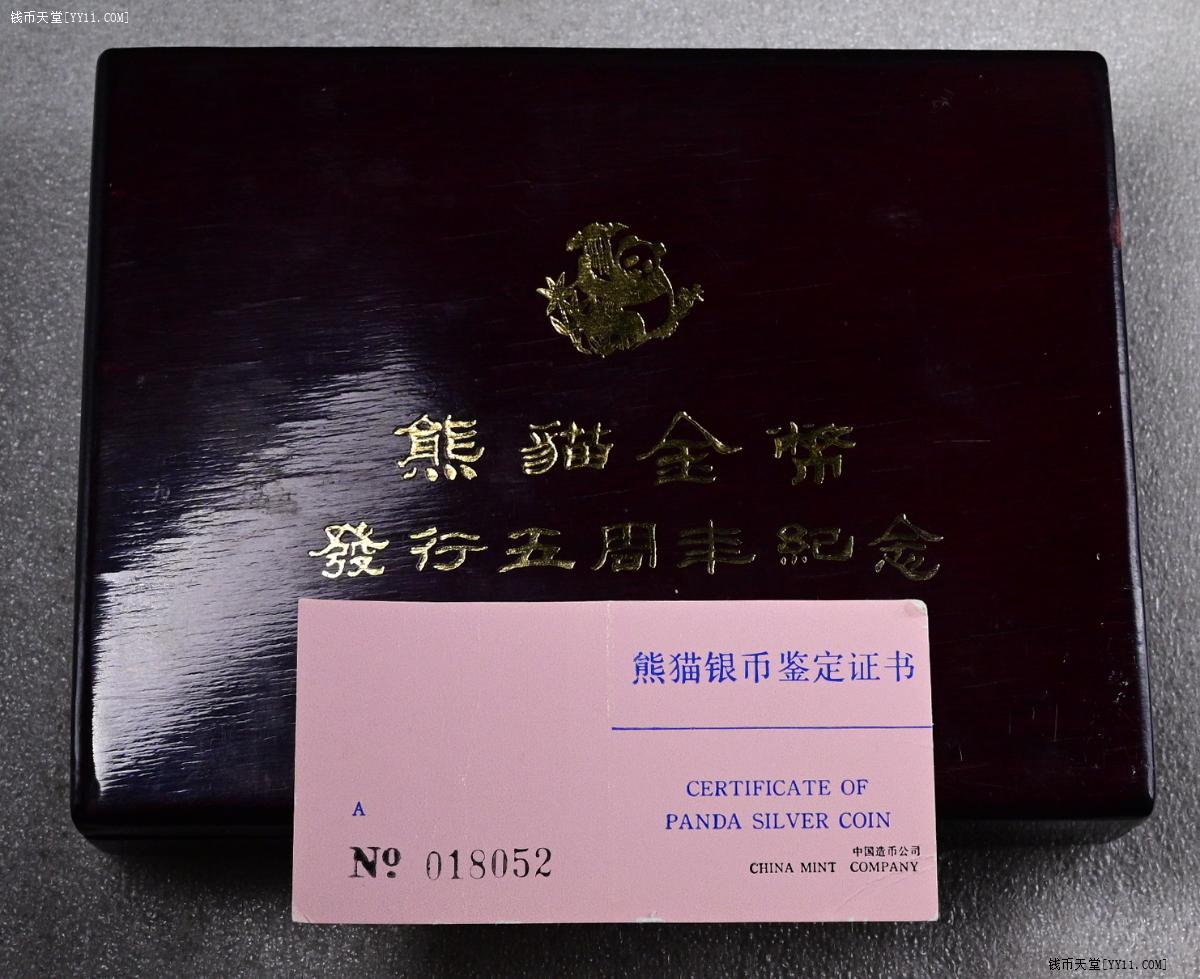 钱币天堂[YY11.COM]
熊貓金幣
發行五周年紀念
熊猫银币鉴定证书
CERTIFICATE OF
PANDA SILVER COIN
中国造币公司
CHINA MINT COMPANY
A
Nº 018052
钱币天堂[YY11.COM]